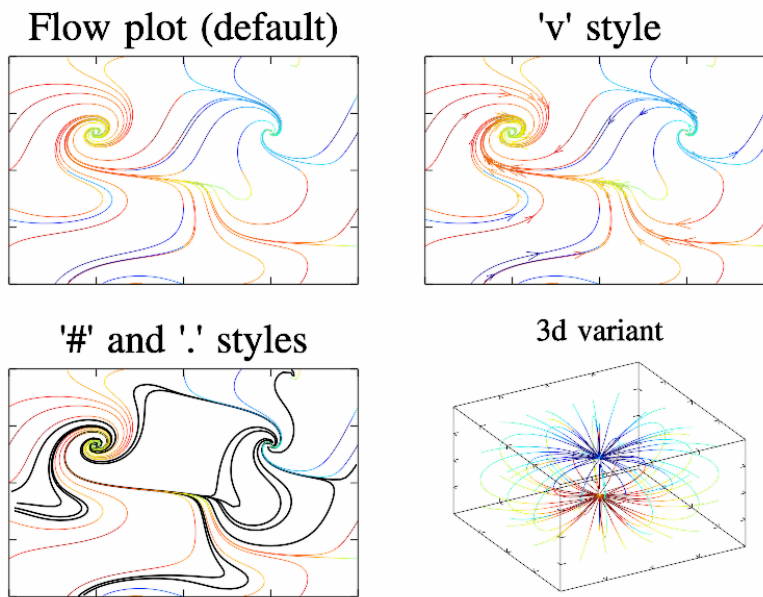 Flow plot (default)
'v' style
'#' and '.' styles
3d variant